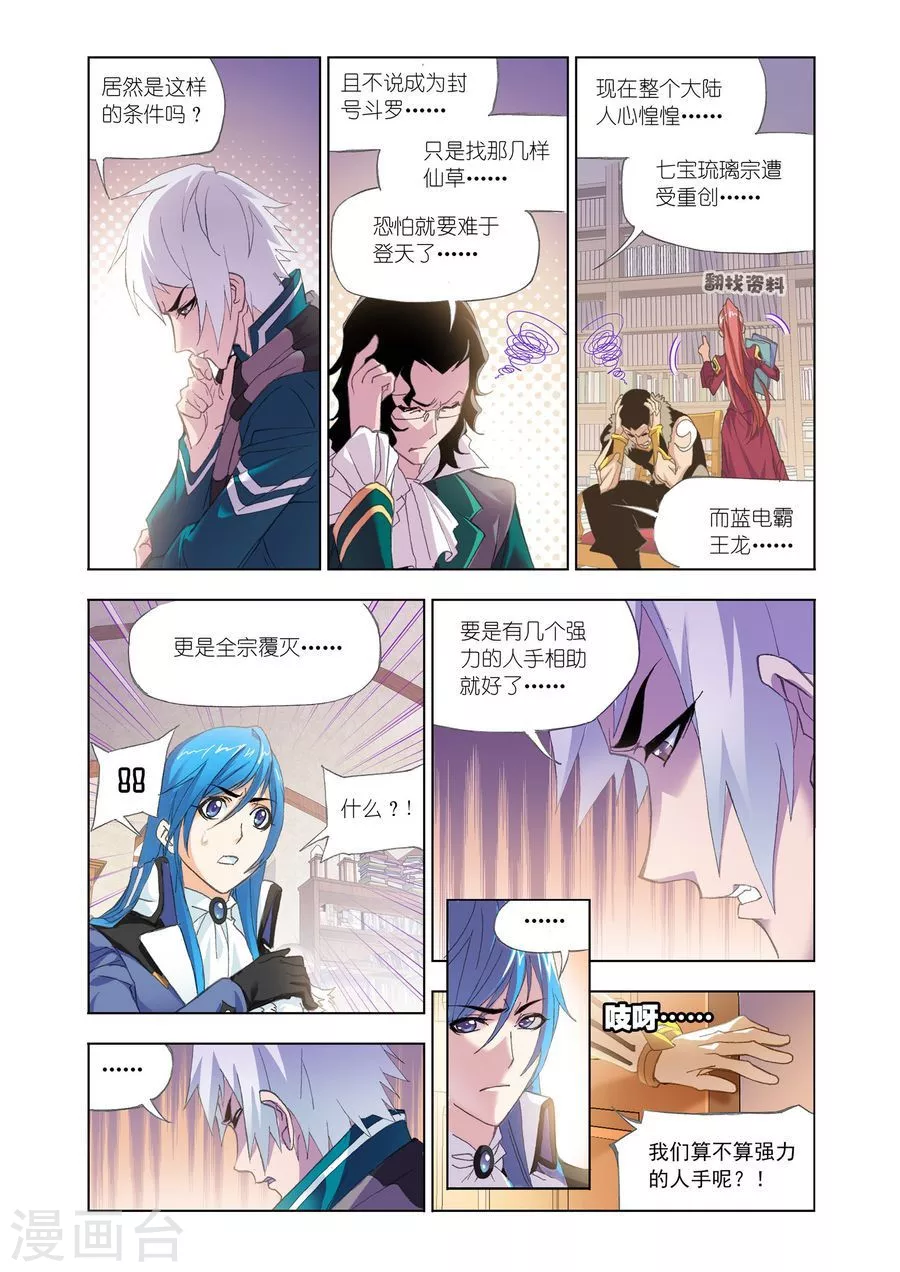 居然是这样
的条件吗？
且不说成为封
号斗罗……
只是找那几样
仙草……
恐怕就要难于
登天了……
现在整个大陆
人心惶惶……
七宝琉璃宗遭
受重创……
翻找资料
而蓝电霸
王龙……
更是全宗覆灭……
!!
什么？！
要是有几个强
力的人手相助
就好了……
……
……
吱呀……
我们算不算强力
的人手呢？！
漫画台